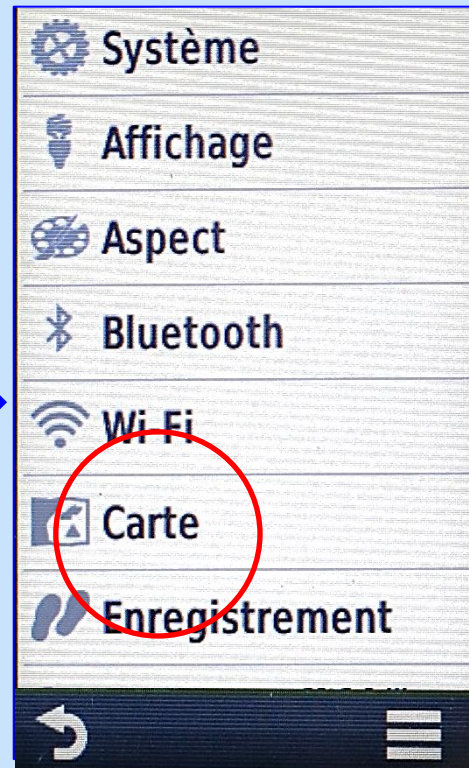 Système
Affichage
Aspect
Bluetooth
Wi-Fi
Carte
Enregistrement